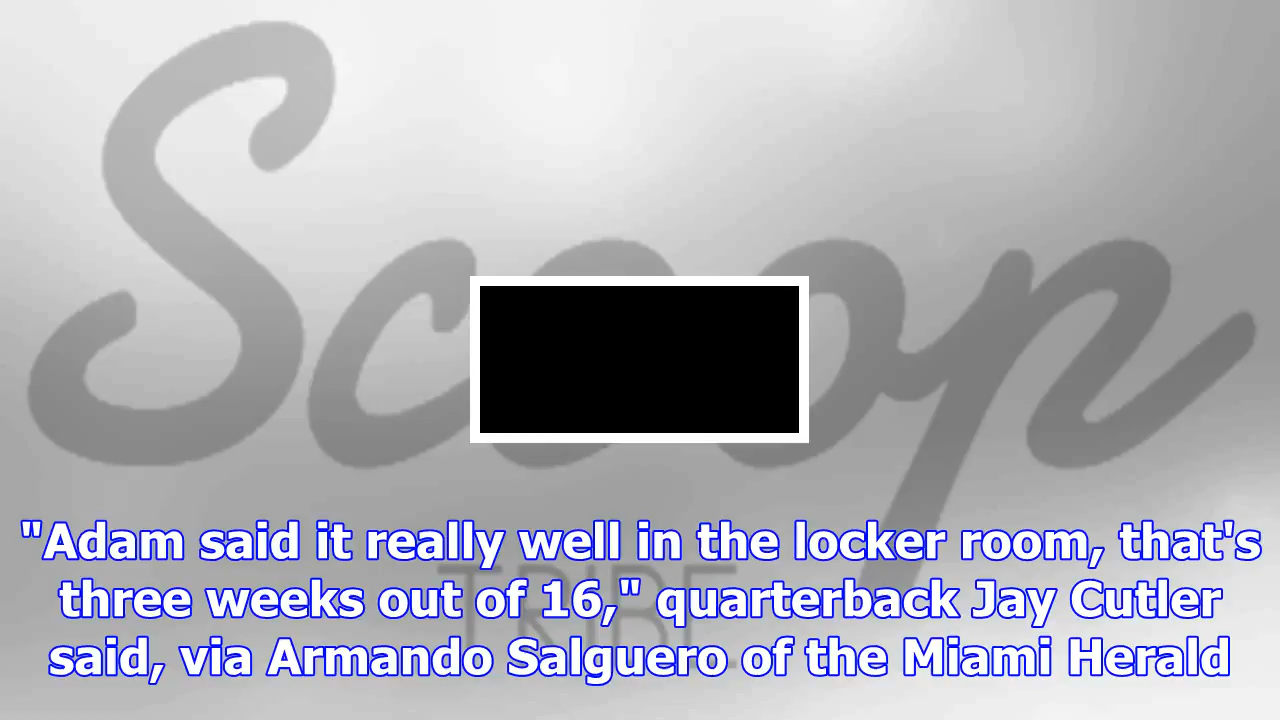 Scoop
TRIBE
"Adam said it really well in the locker room, that's
three weeks out of 16," quarterback Jay Cutler
said, via Armando Salguero of the Miami Herald